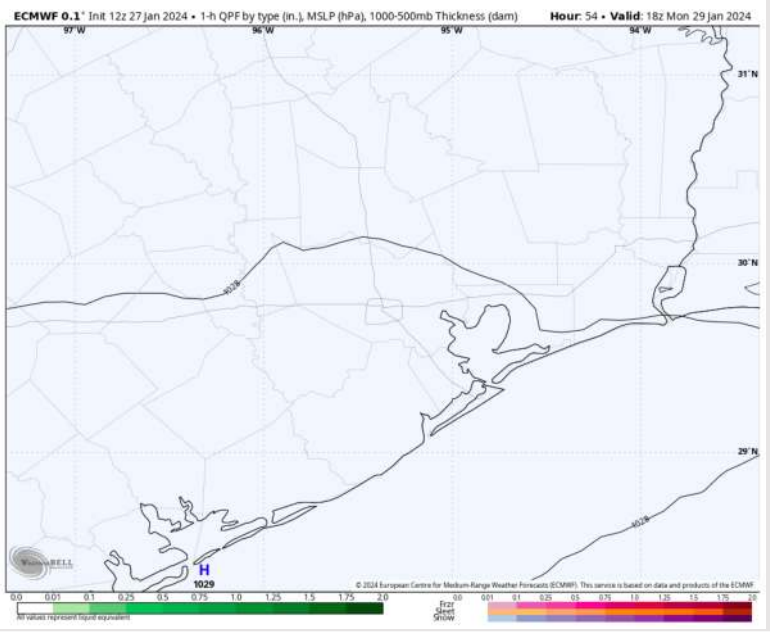 ECMWF 0.1° Init 12z 27 Jan 2024 • 1-h QPF by type (in.), MSLP (hPa), 1000-500mb Thickness (dam) Hour: 54 • Valid: 18z Mon 29 Jan 2024
97°W 96°W 95°W 94°W
31°N
30°N
1028
29°N
1028
WeatherBELL
H
1029
© 2024 European Centre for Medium-Range Weather Forecasts (ECMWF). This service is based on data and products of the ECMWF
0.0 0.01 0.1 0.25 0.5 0.75 1.0 1.25 1.5 1.75 2.0
0.0 0.01 0.1 0.25 0.5 0.75 1.0 1.25 1.5 1.75 2.0
All values represent liquid equivalent
Frzr
Sleet
Snow